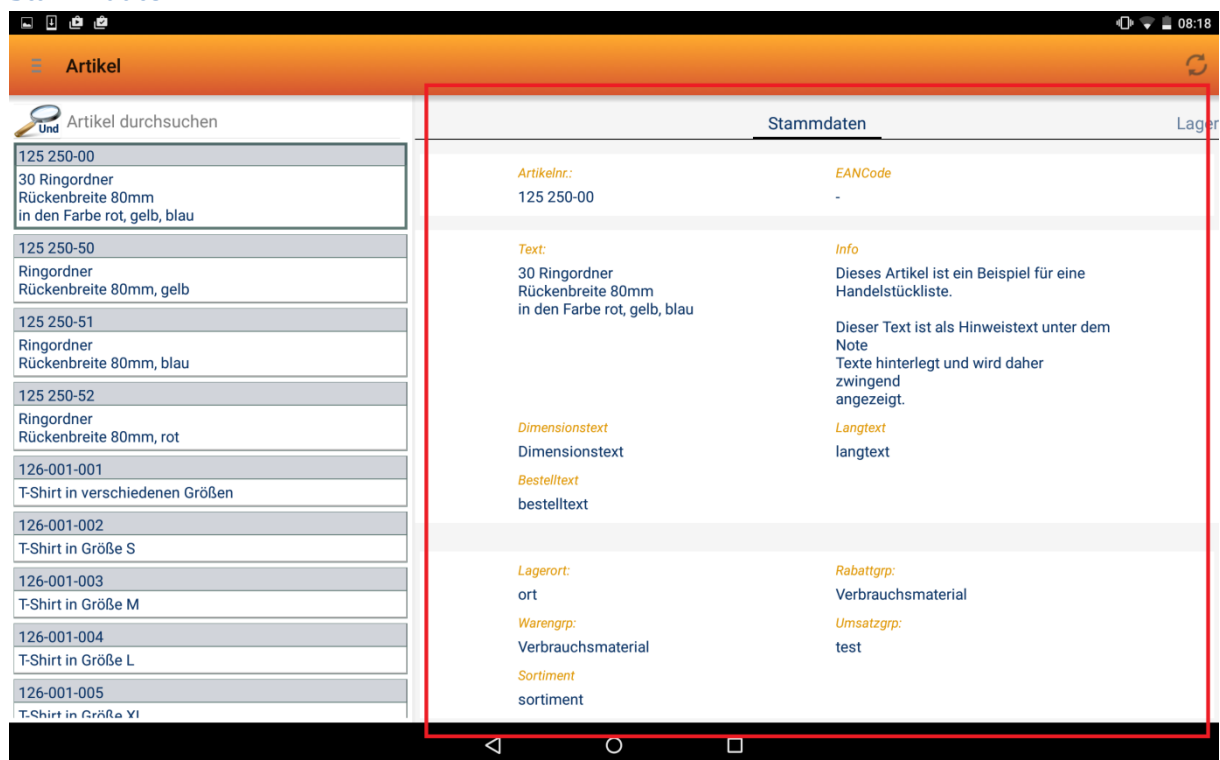 08:18
Artikel
Und
Artikel durchsuchen
125 250-00
30 Ringordner
Rückenbreite 80mm
in den Farbe rot, gelb, blau
125 250-50
Ringordner
Rückenbreite 80mm, gelb
125 250-51
Ringordner
Rückenbreite 80mm, blau
125 250-52
Ringordner
Rückenbreite 80mm, rot
126-001-001
T-Shirt in verschiedenen Größen
126-001-002
T-Shirt in Größe S
126-001-003
T-Shirt in Größe M
126-001-004
T-Shirt in Größe L
126-001-005
T-Shirt in Größe XL
Stammdaten
Lager
Artikelnr.:
125 250-00
EANCode
-
Text:
30 Ringordner
Rückenbreite 80mm
in den Farbe rot, gelb, blau
Info
Dieses Artikel ist ein Beispiel für eine
Handelstückliste.
Dieser Text ist als Hinweistext unter dem
Note
Texte hinterlegt und wird daher
zwingend
angezeigt.
Dimensionstext
Dimensionstext
Langtext
langtext
Bestelltext
bestelltext
Lagerort:
ort
Rabattgrp:
Verbrauchsmaterial
Warengrp:
Verbrauchsmaterial
Umsatzgrp:
test
Sortiment
sortiment